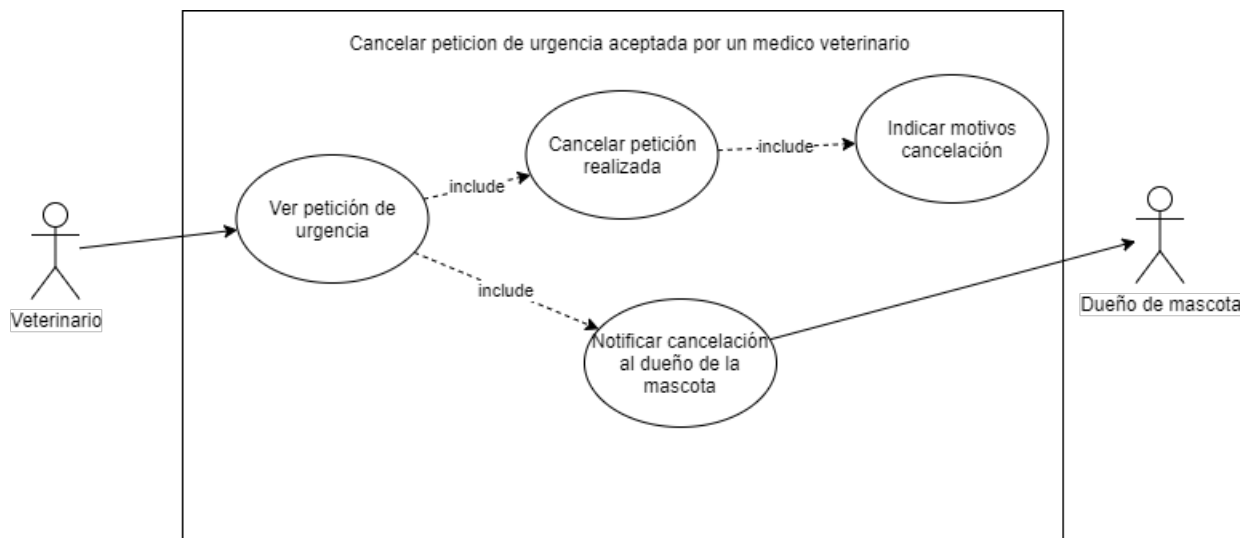 Cancelar peticion de urgencia aceptada por un medico veterinario
Indicar motivos
cancelación
Cancelar petición
realizada
include
include
Ver petición de
urgencia
include
Notificar cancelación
al dueño de la
mascota
Veterinario
Dueño de mascota